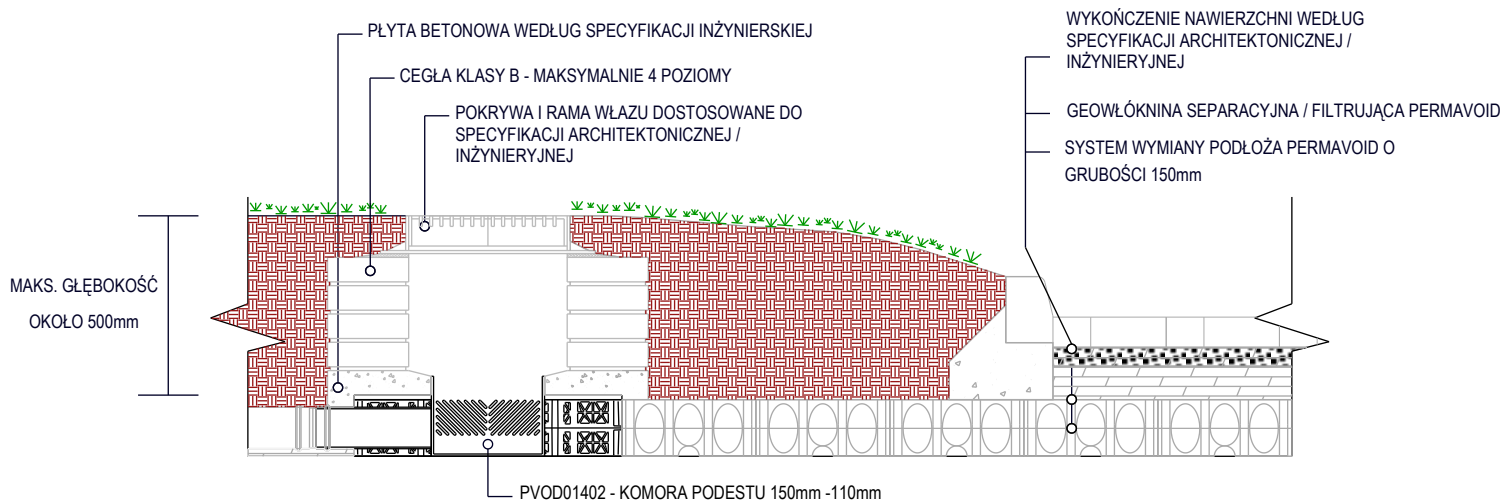 PŁYTA BETONOWA WEDŁUG SPECYFIKACJI INŻYNIERSKIEJ
CEGŁA KLASY B - MAKSYMALNIE 4 POZIOMY
POKRYWA I RAMA WŁAZU DOSTOSOWANE DO
SPECYFIKACJI ARCHITEKTONICZNEJ /
INŻYNIERYJNEJ
WYKOŃCZENIE NAWIERZCHNI WEDŁUG
SPECYFIKACJI ARCHITEKTONICZNEJ /
INŻYNIERYJNEJ
GEOWŁÓKNINA SEPARACYJNA / FILTRUJĄCA PERMAVOID
SYSTEM WYMIANY PODŁOŻA PERMAVOID O
GRUBOŚCI 150mm
MAKS. GŁĘBOKOŚĆ
OKOŁO 500mm
PVOD01402 - KOMORA PODESTU 150mm -110mm